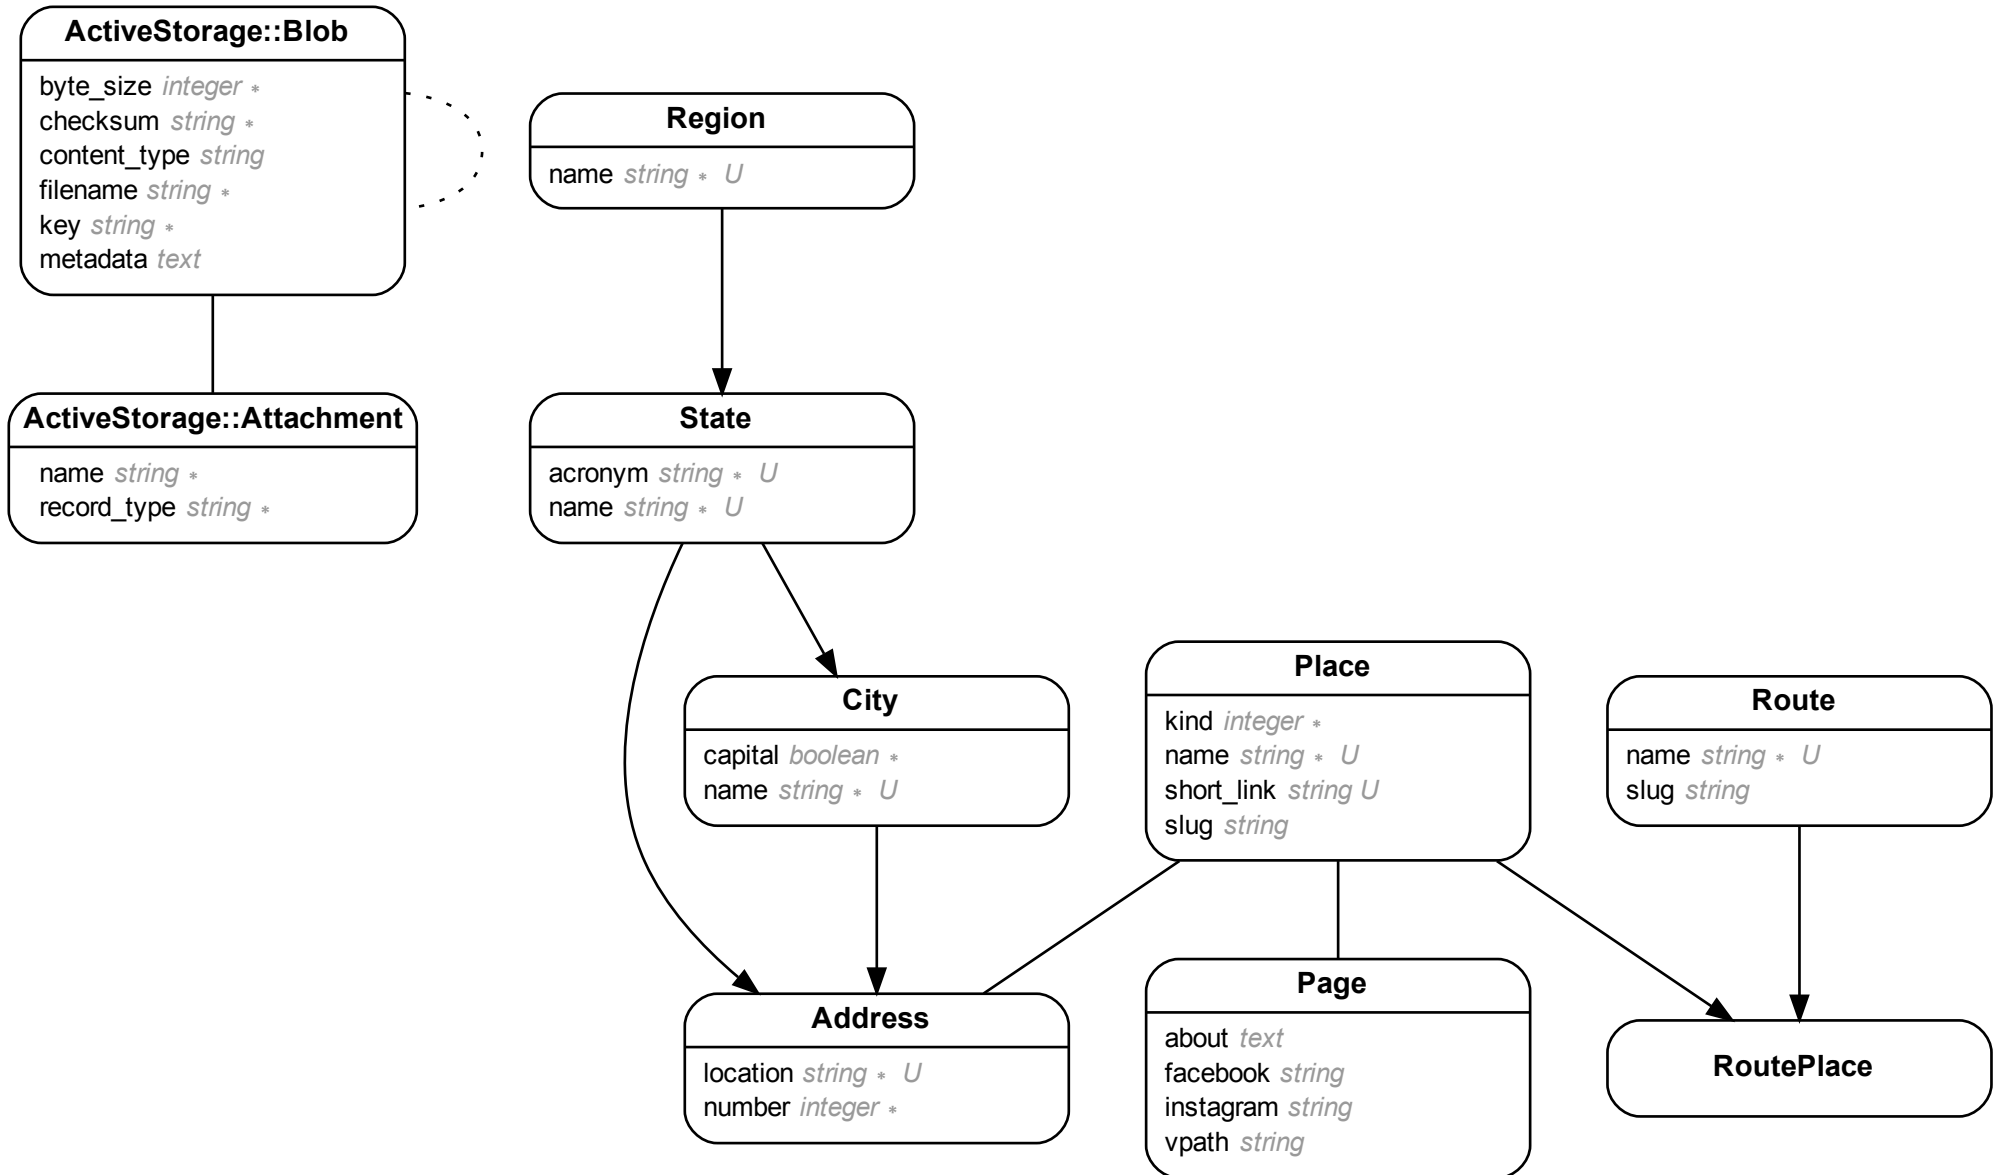 ActiveStorage::Blob
byte_size integer *
checksum string *
content_type string
filename string *
key string *
metadata text
ActiveStorage::Attachment
name string *
record_type string *
Region
name string * U
State
acronym string * U
name string * U
City
capital boolean *
name string * U
Address
location string * U
number integer *
Place
kind integer *
name string * U
short_link string U
slug string
Page
about text
facebook string
instagram string
vpath string
Route
name string * U
slug string
RoutePlace